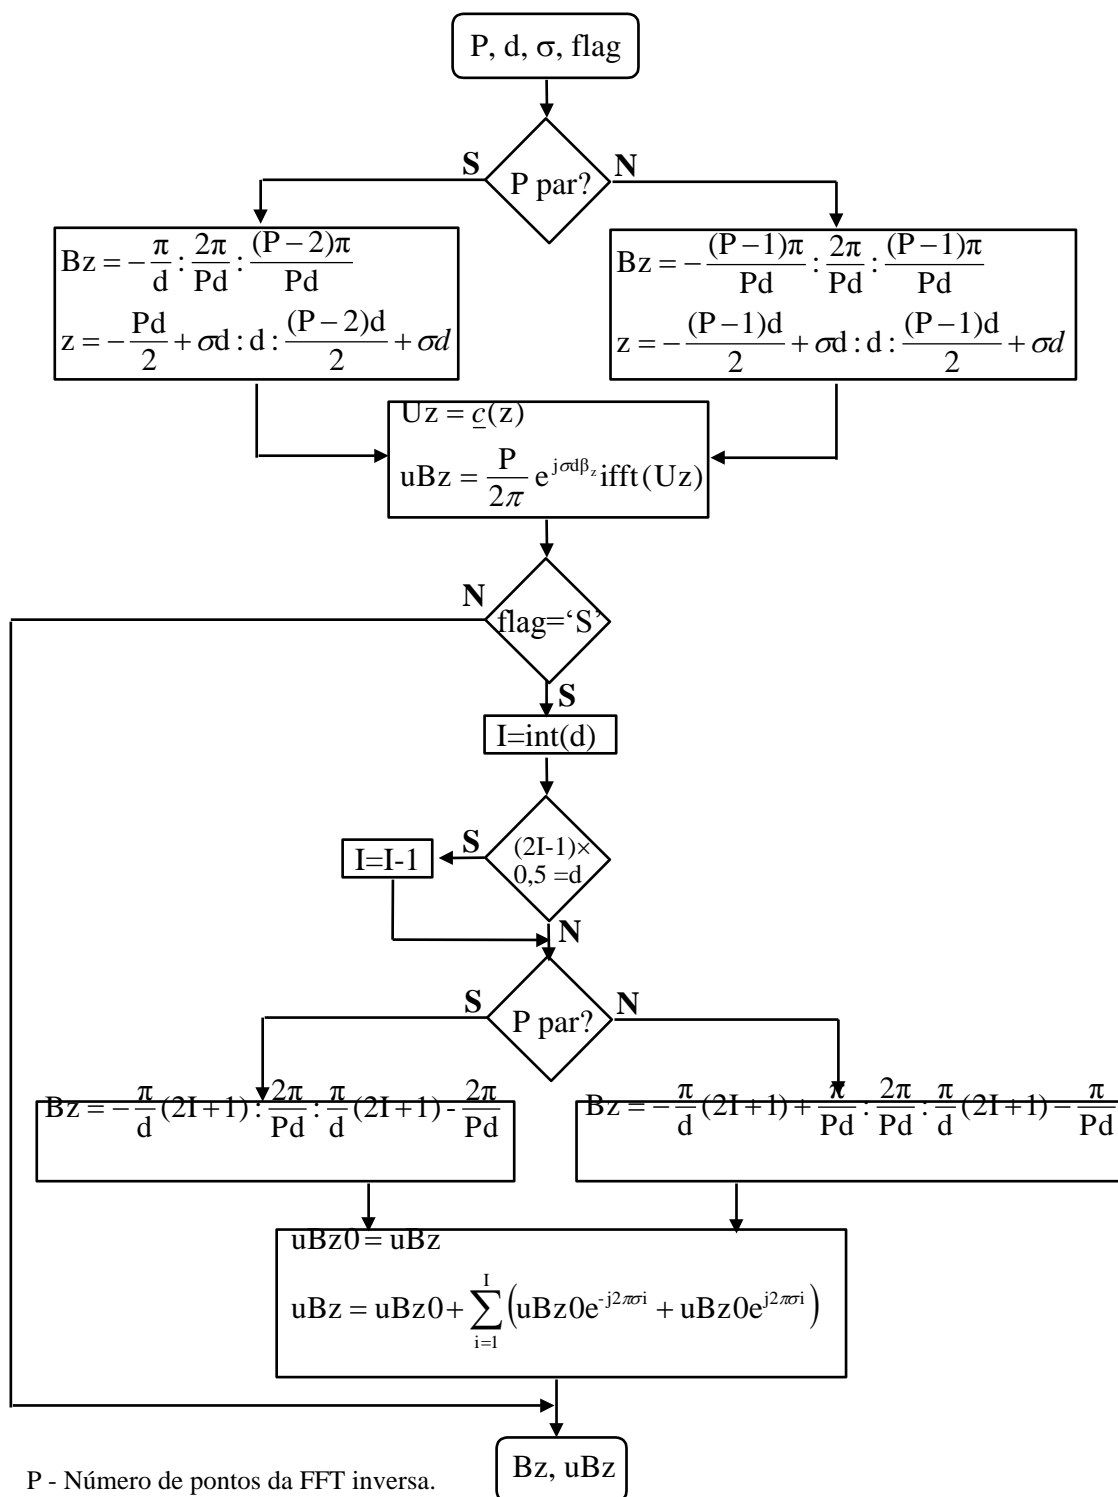 P, d, σ, flag
S
N
P par?
Bz = -π/d : 2π/Pd : (P-2)π/Pd
z = -Pd/2 + σd : d : (P-2)d/2 + σd
Bz = -(P-1)π/Pd : 2π/Pd : (P-1)π/Pd
z = -(P-1)d/2 + σd : d : (P-1)d/2 + σd
Uz = c(z)
uBz = P/2π e^{jσdβ_z} ifft(Uz)
N
flag=‘S’
S
I=int(d)
S
I=I-1
(2I-1)×
0,5 =d
N
S
N
P par?
Bz = -π/d (2I+1) : 2π/Pd : π/d (2I+1) - 2π/Pd
Bz = -π/d (2I+1) + π/Pd : 2π/Pd : π/d (2I+1) - π/Pd
uBz0 = uBz
uBz = uBz0 + ∑_{i=1}^{I} (uBz0e^{-j2πσi} + uBz0e^{j2πσi})
Bz, uBz
P - Número de pontos da FFT inversa.